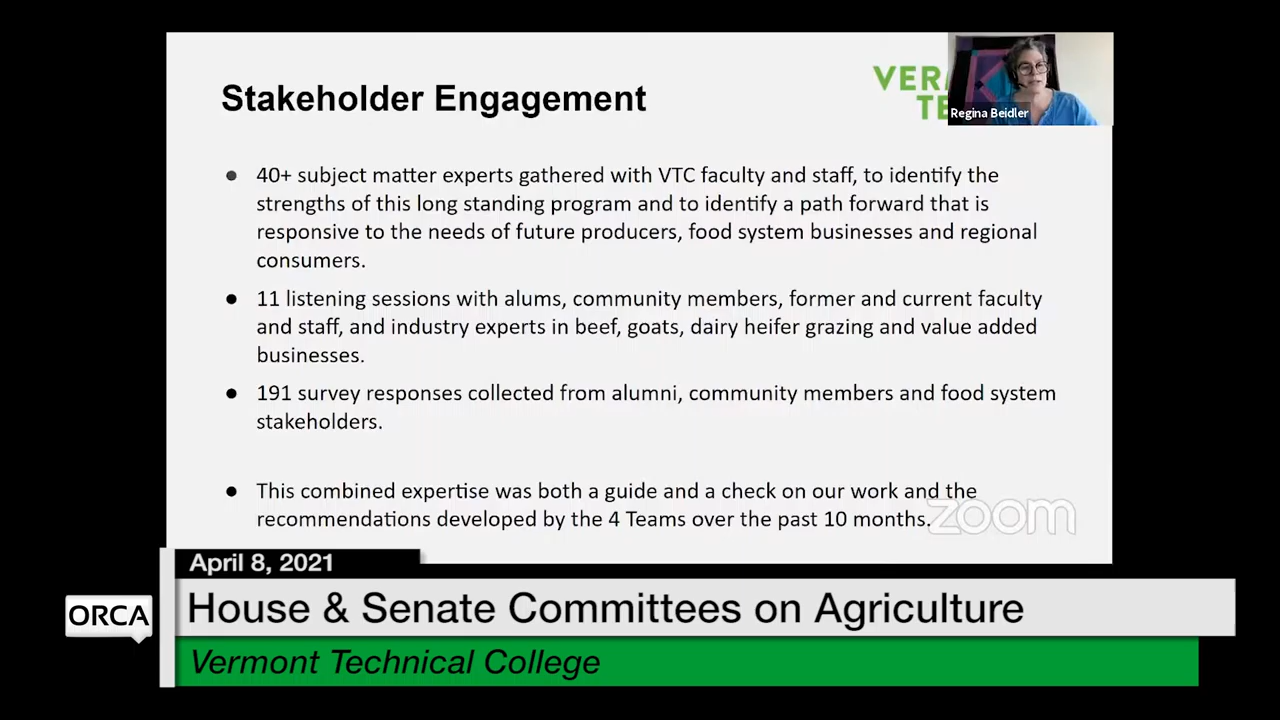 Stakeholder Engagement
Regina Beidler
● 40+ subject matter experts gathered with VTC faculty and staff, to identify the
strengths of this long standing program and to identify a path forward that is
responsive to the needs of future producers, food system businesses and regional
consumers.
● 11 listening sessions with alums, community members, former and current faculty
and staff, and industry experts in beef, goats, dairy heifer grazing and value added
businesses.
● 191 survey responses collected from alumni, community members and food system
stakeholders.
● This combined expertise was both a guide and a check on our work and the
recommendations developed by the 4 Teams over the past 10 months.
zoom
April 8, 2021
ORCA
House & Senate Committees on Agriculture
Vermont Technical College